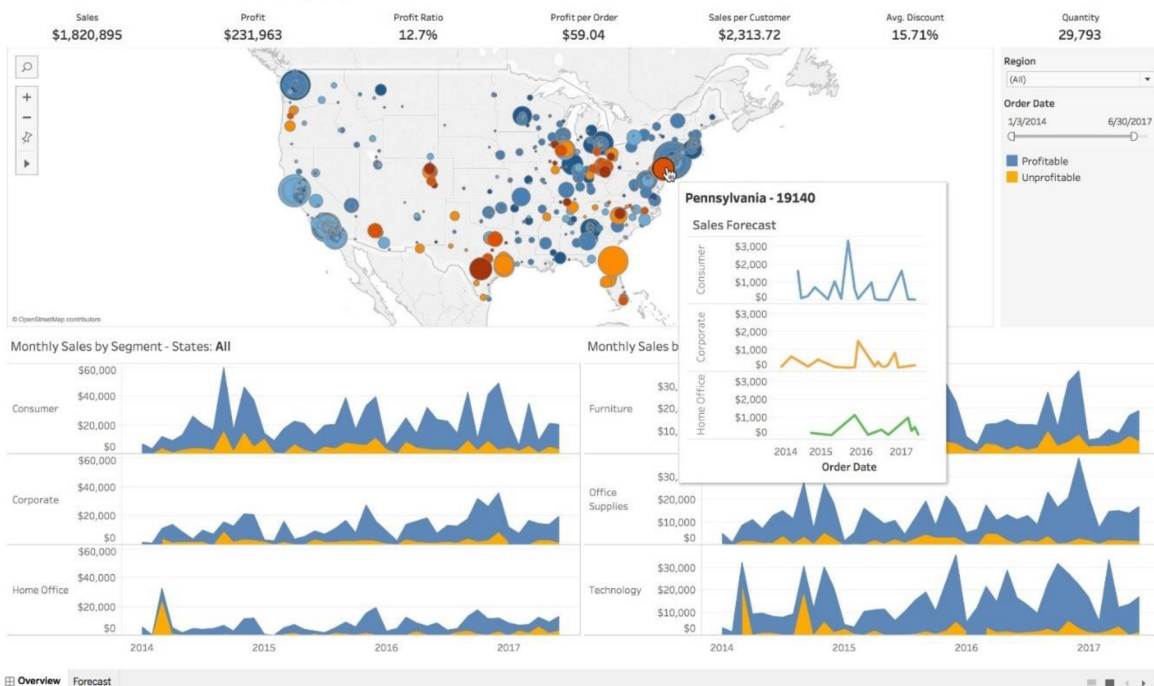 Sales Profit Profit Ratio Profit per Order Sales per Customer Avg. Discount Quantity
$1,820,895 $231,963 12.7% $59.04 $2,313.72 15.71% 29,793
Region
(All)
Order Date
1/3/2014 6/30/2017
Profitable
Unprofitable
© OpenStreetMap contributors
Pennsylvania - 19140
Sales Forecast
Consumer
$3,000
$2,000
$1,000
$0
Corporate
$3,000
$2,000
$1,000
$0
Home Office
$3,000
$2,000
$1,000
$0
2014 2015 2016 2017
Order Date
Monthly Sales by Segment - States: All
Consumer
$60,000
$40,000
$20,000
$0
Corporate
$60,000
$40,000
$20,000
$0
Home Office
$60,000
$40,000
$20,000
$0
2014 2015 2016 2017
Monthly Sales b
Furniture
$30,
$20,
$10,
Office
Supplies
$30,
$20,000
$10,000
$0
Technology
$30,000
$20,000
$10,000
$0
2014 2015 2016 2017
Overview Forecast